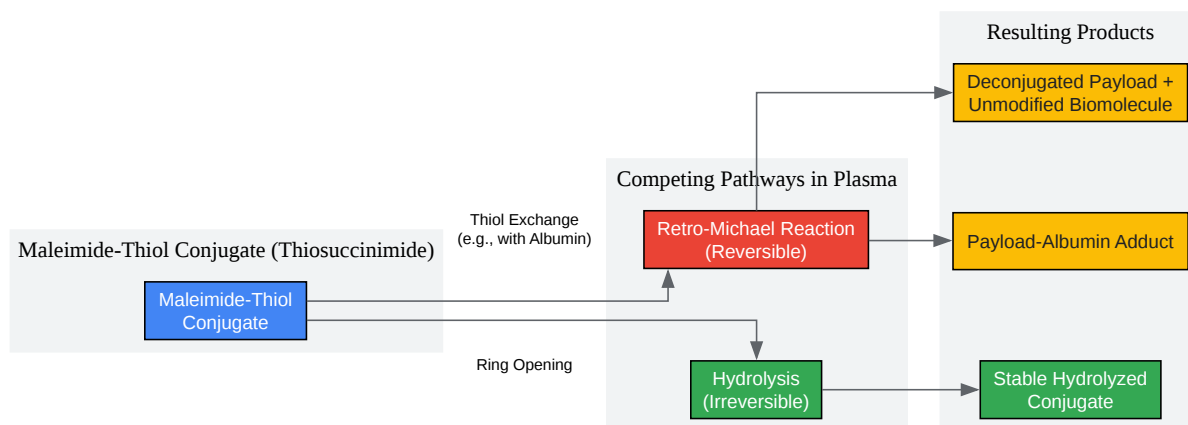 Resulting Products
Deconjugated Payload +
Unmodified Biomolecule
Competing Pathways in Plasma
Thiol Exchange
(e.g., with Albumin)
Retro-Michael Reaction
(Reversible)
Payload-Albumin Adduct
Maleimide-Thiol Conjugate (Thiosuccinimide)
Maleimide-Thiol
Conjugate
Ring Opening
Hydrolysis
(Irreversible)
Stable Hydrolyzed
Conjugate